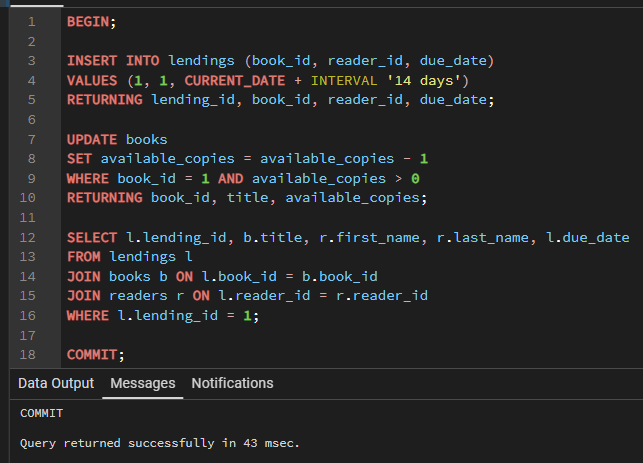 1 BEGIN;
2
3 INSERT INTO lendings (book_id, reader_id, due_date)
4 VALUES (1, 1, CURRENT_DATE + INTERVAL '14 days')
5 RETURNING lending_id, book_id, reader_id, due_date;
6
7 UPDATE books
8 SET available_copies = available_copies - 1
9 WHERE book_id = 1 AND available_copies > 0
10 RETURNING book_id, title, available_copies;
11
12 SELECT l.lending_id, b.title, r.first_name, r.last_name, l.due_date
13 FROM lendings l
14 JOIN books b ON l.book_id = b.book_id
15 JOIN readers r ON l.reader_id = r.reader_id
16 WHERE l.lending_id = 1;
17
18 COMMIT;
Data Output Messages Notifications
COMMIT
Query returned successfully in 43 msec.